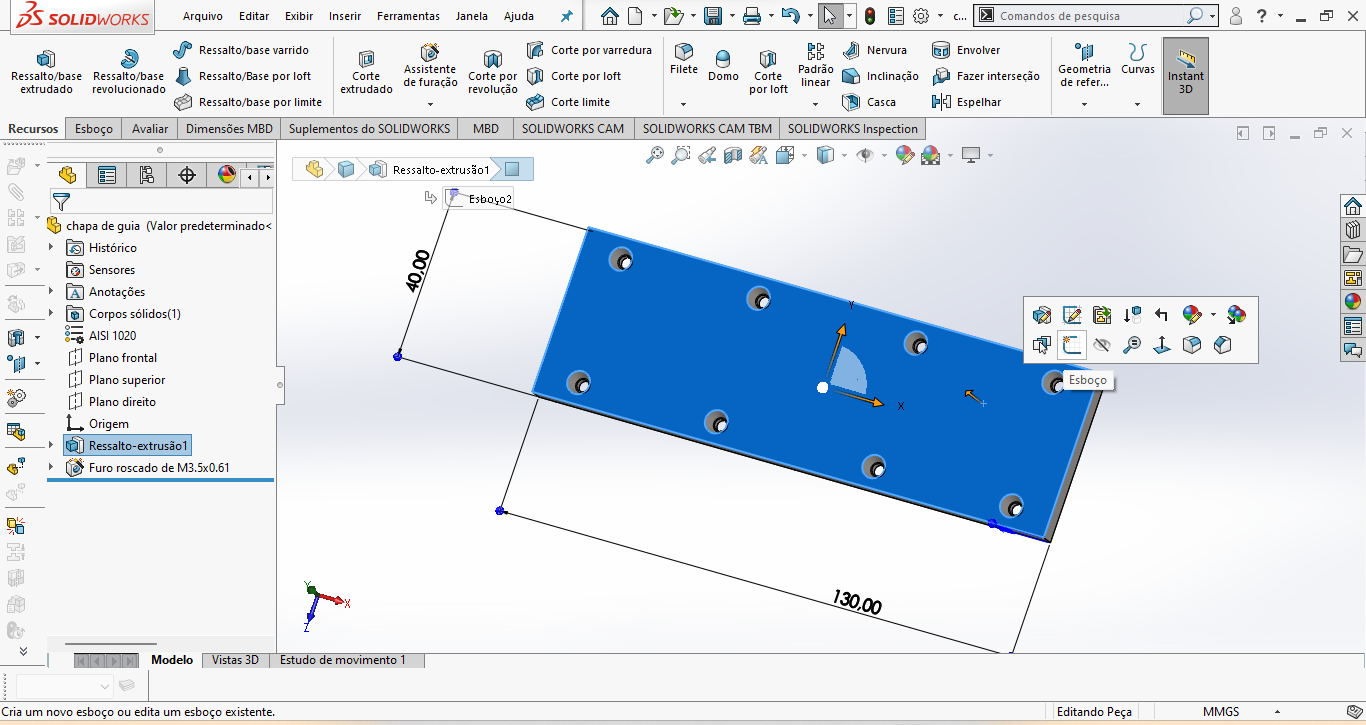 SOLIDWORKS
Arquivo Editar Exibir Inserir Ferramentas Janela Ajuda
c...
Comandos de pesquisa
Ressalto/base extrudado
Ressalto/base revolucionado
Ressalto/base varrido
Ressalto/Base por loft
Ressalto/base por limite
Corte extrudado
Assistente de furação
Corte por revolução
Corte por varredura
Corte por loft
Corte limite
Filete
Domo
Corte por loft
Padrão linear
Nervura
Inclinação
Casca
Envolver
Fazer interseção
Espelhar
Geometria de refer...
Curvas
Instant 3D
Recursos Esboço Avaliar Dimensões MBD Suplementos do SOLIDWORKS MBD SOLIDWORKS CAM SOLIDWORKS CAM TBM SOLIDWORKS Inspection
Ressalto-extrusão1
Esboço2
chapa de guia (Valor predeterminado<
Histórico
Sensores
Anotações
Corpos sólidos(1)
AISI 1020
Plano frontal
Plano superior
Plano direito
Origem
Ressalto-extrusão1
Furo roscado de M3.5x0.61
40,00
Y
X
Esboço
130,00
Y
X
Z
Modelo Vistas 3D Estudo de movimento 1
Cria um novo esboço ou edita um esboço existente.
Editando Peça
MMGS